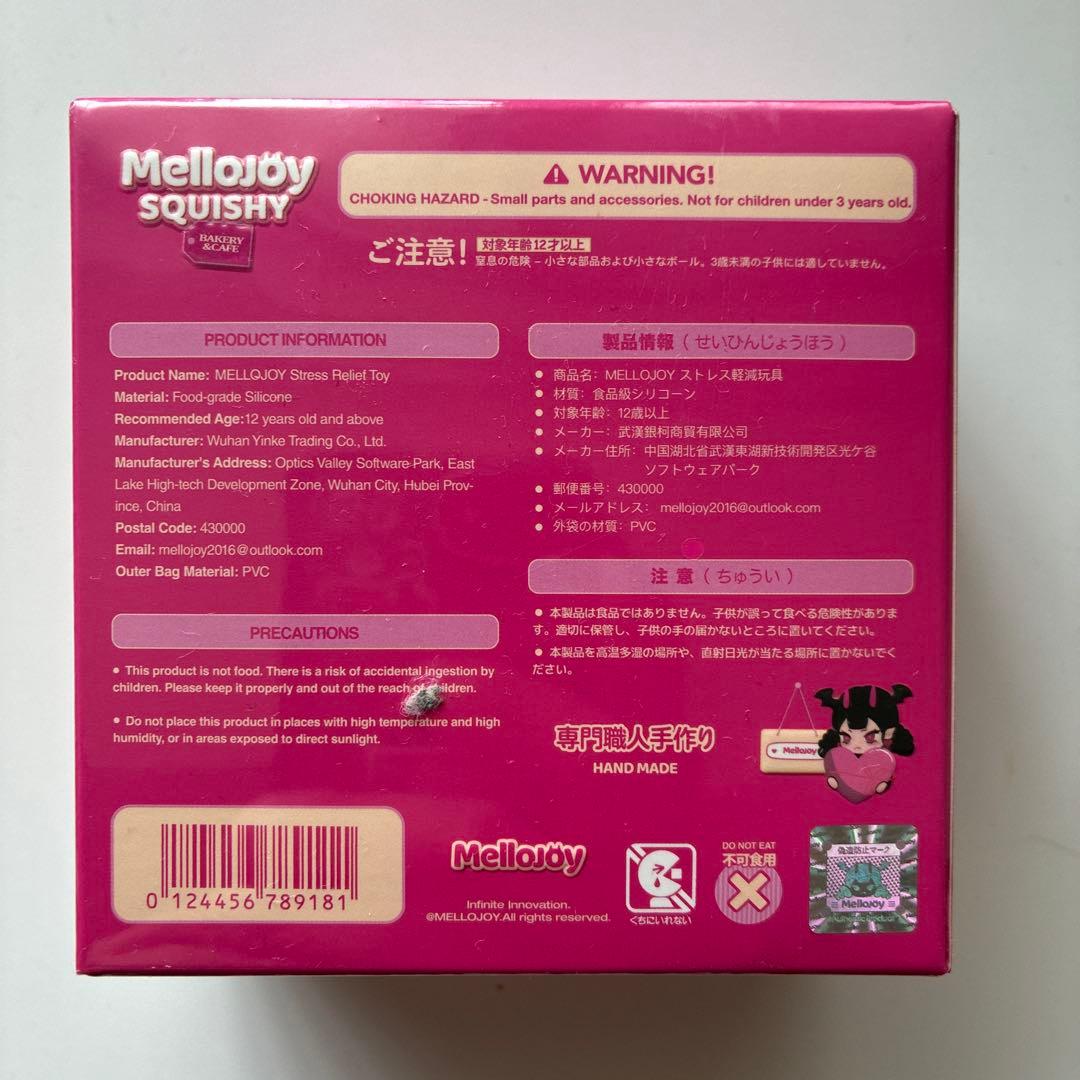 MelloJoy
SQUISHY
BAKERY
&CAFE
WARNING!
CHOKING HAZARD - Small parts and accessories. Not for children under 3 years old.
ご注意!
対象年齢12才以上
窒息の危険 – 小さな部品および小さなボール。3歳未満の子供には適していません。
PRODUCT INFORMATION
Product Name: MELLQJOY Stress Relief Toy
Material: Food-grade Silicone
Recommended Age:12 years old and above
Manufacturer: Wuhan Yinke Trading Co., Ltd.
Manufacturer's Address: Optics Valley Software Park, East
Lake High-tech Development Zone, Wuhan City, Hubei Prov-
ince, China
Postal Code: 430000
Email: mellojoy2016@outlook.com
Outer Bag Material: PVC
PRECAUTIONS
• This product is not food. There is a risk of accidental ingestion by
children. Please keep it properly and out of the reach of children.
• Do not place this product in places with high temperature and high
humidity, or in areas exposed to direct sunlight.
製品情報 ( せいひんじょうほう )
• 商品名: MELLOJOY ストレス軽減玩具
• 材質: 食品級シリコーン
• 対象年齢: 12歳以上
• メーカー: 武漢銀柯商貿有限公司
• メーカー住所: 中国湖北省武漢東湖新技術開発区光ケ谷
ソフトウェアパーク
• 郵便番号: 430000
• メールアドレス: mellojoy2016@outlook.com
• 外袋の材質: PVC
注 意 ( ちゅうい )
• 本製品は食品ではありません。子供が誤って食べる危険性がありま
す。適切に保管し、子供の手の届かないところに置いてください。
• 本製品を高温多湿の場所や、直射日光が当たる場所に置かないでく
ださい。
専門職人手作り
HAND MADE
MelloJoy
0 124456 789181
MelloJoy
Infinite Innovation.
@MELLOJOY.All rights reserved.
くちにいれない
DO NOT EAT
不可食用
偽造防止マーク
MelloJoy
Authentic Product